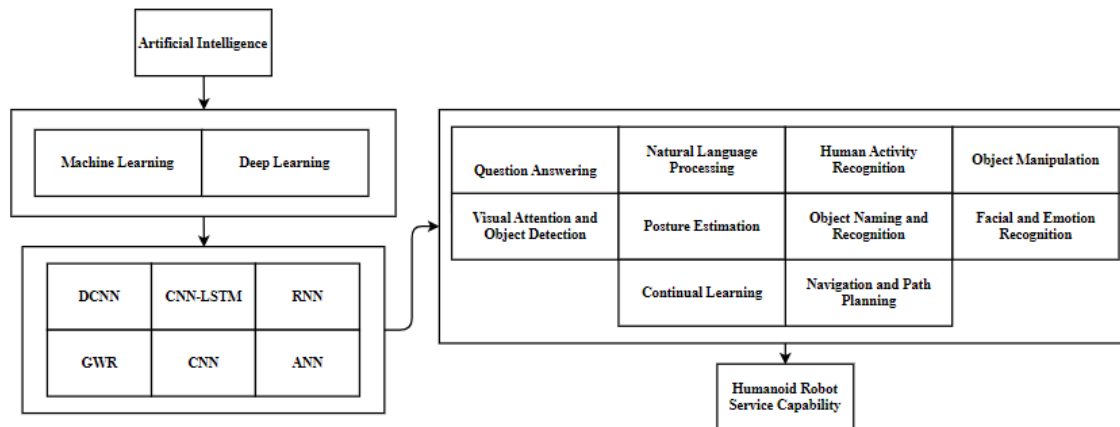 Artificial Intelligence
Machine Learning
Deep Learning
DCNN
CNN-LSTM
RNN
GWR
CNN
ANN
Question Answering
Natural Language
Processing
Human Activity
Recognition
Object Manipulation
Visual Attention and
Object Detection
Posture Estimation
Object Naming and
Recognition
Facial and Emotion
Recognition
Continual Learning
Navigation and Path
Planning
Humanoid Robot
Service Capability